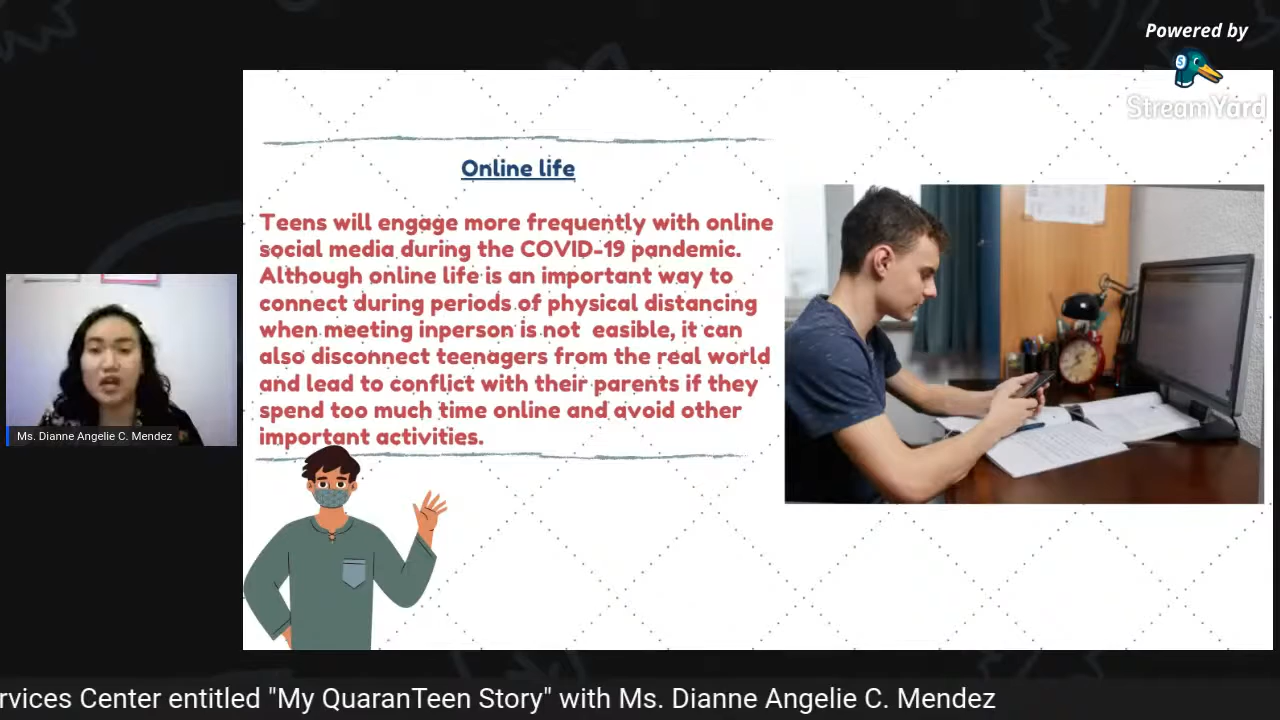 Powered by
StreamYard
Online life
Teens will engage more frequently with online
social media during the COVID-19 pandemic.
Although online life is an important way to
connect during periods of physical distancing
when meeting inperson is not  easible, it can
also disconnect teenagers from the real world
and lead to conflict with their parents if they
spend too much time online and avoid other
important activities.
Ms. Dianne Angelie C. Mendez
rvices Center entitled "My QuaranTeen Story" with Ms. Dianne Angelie C. Mendez